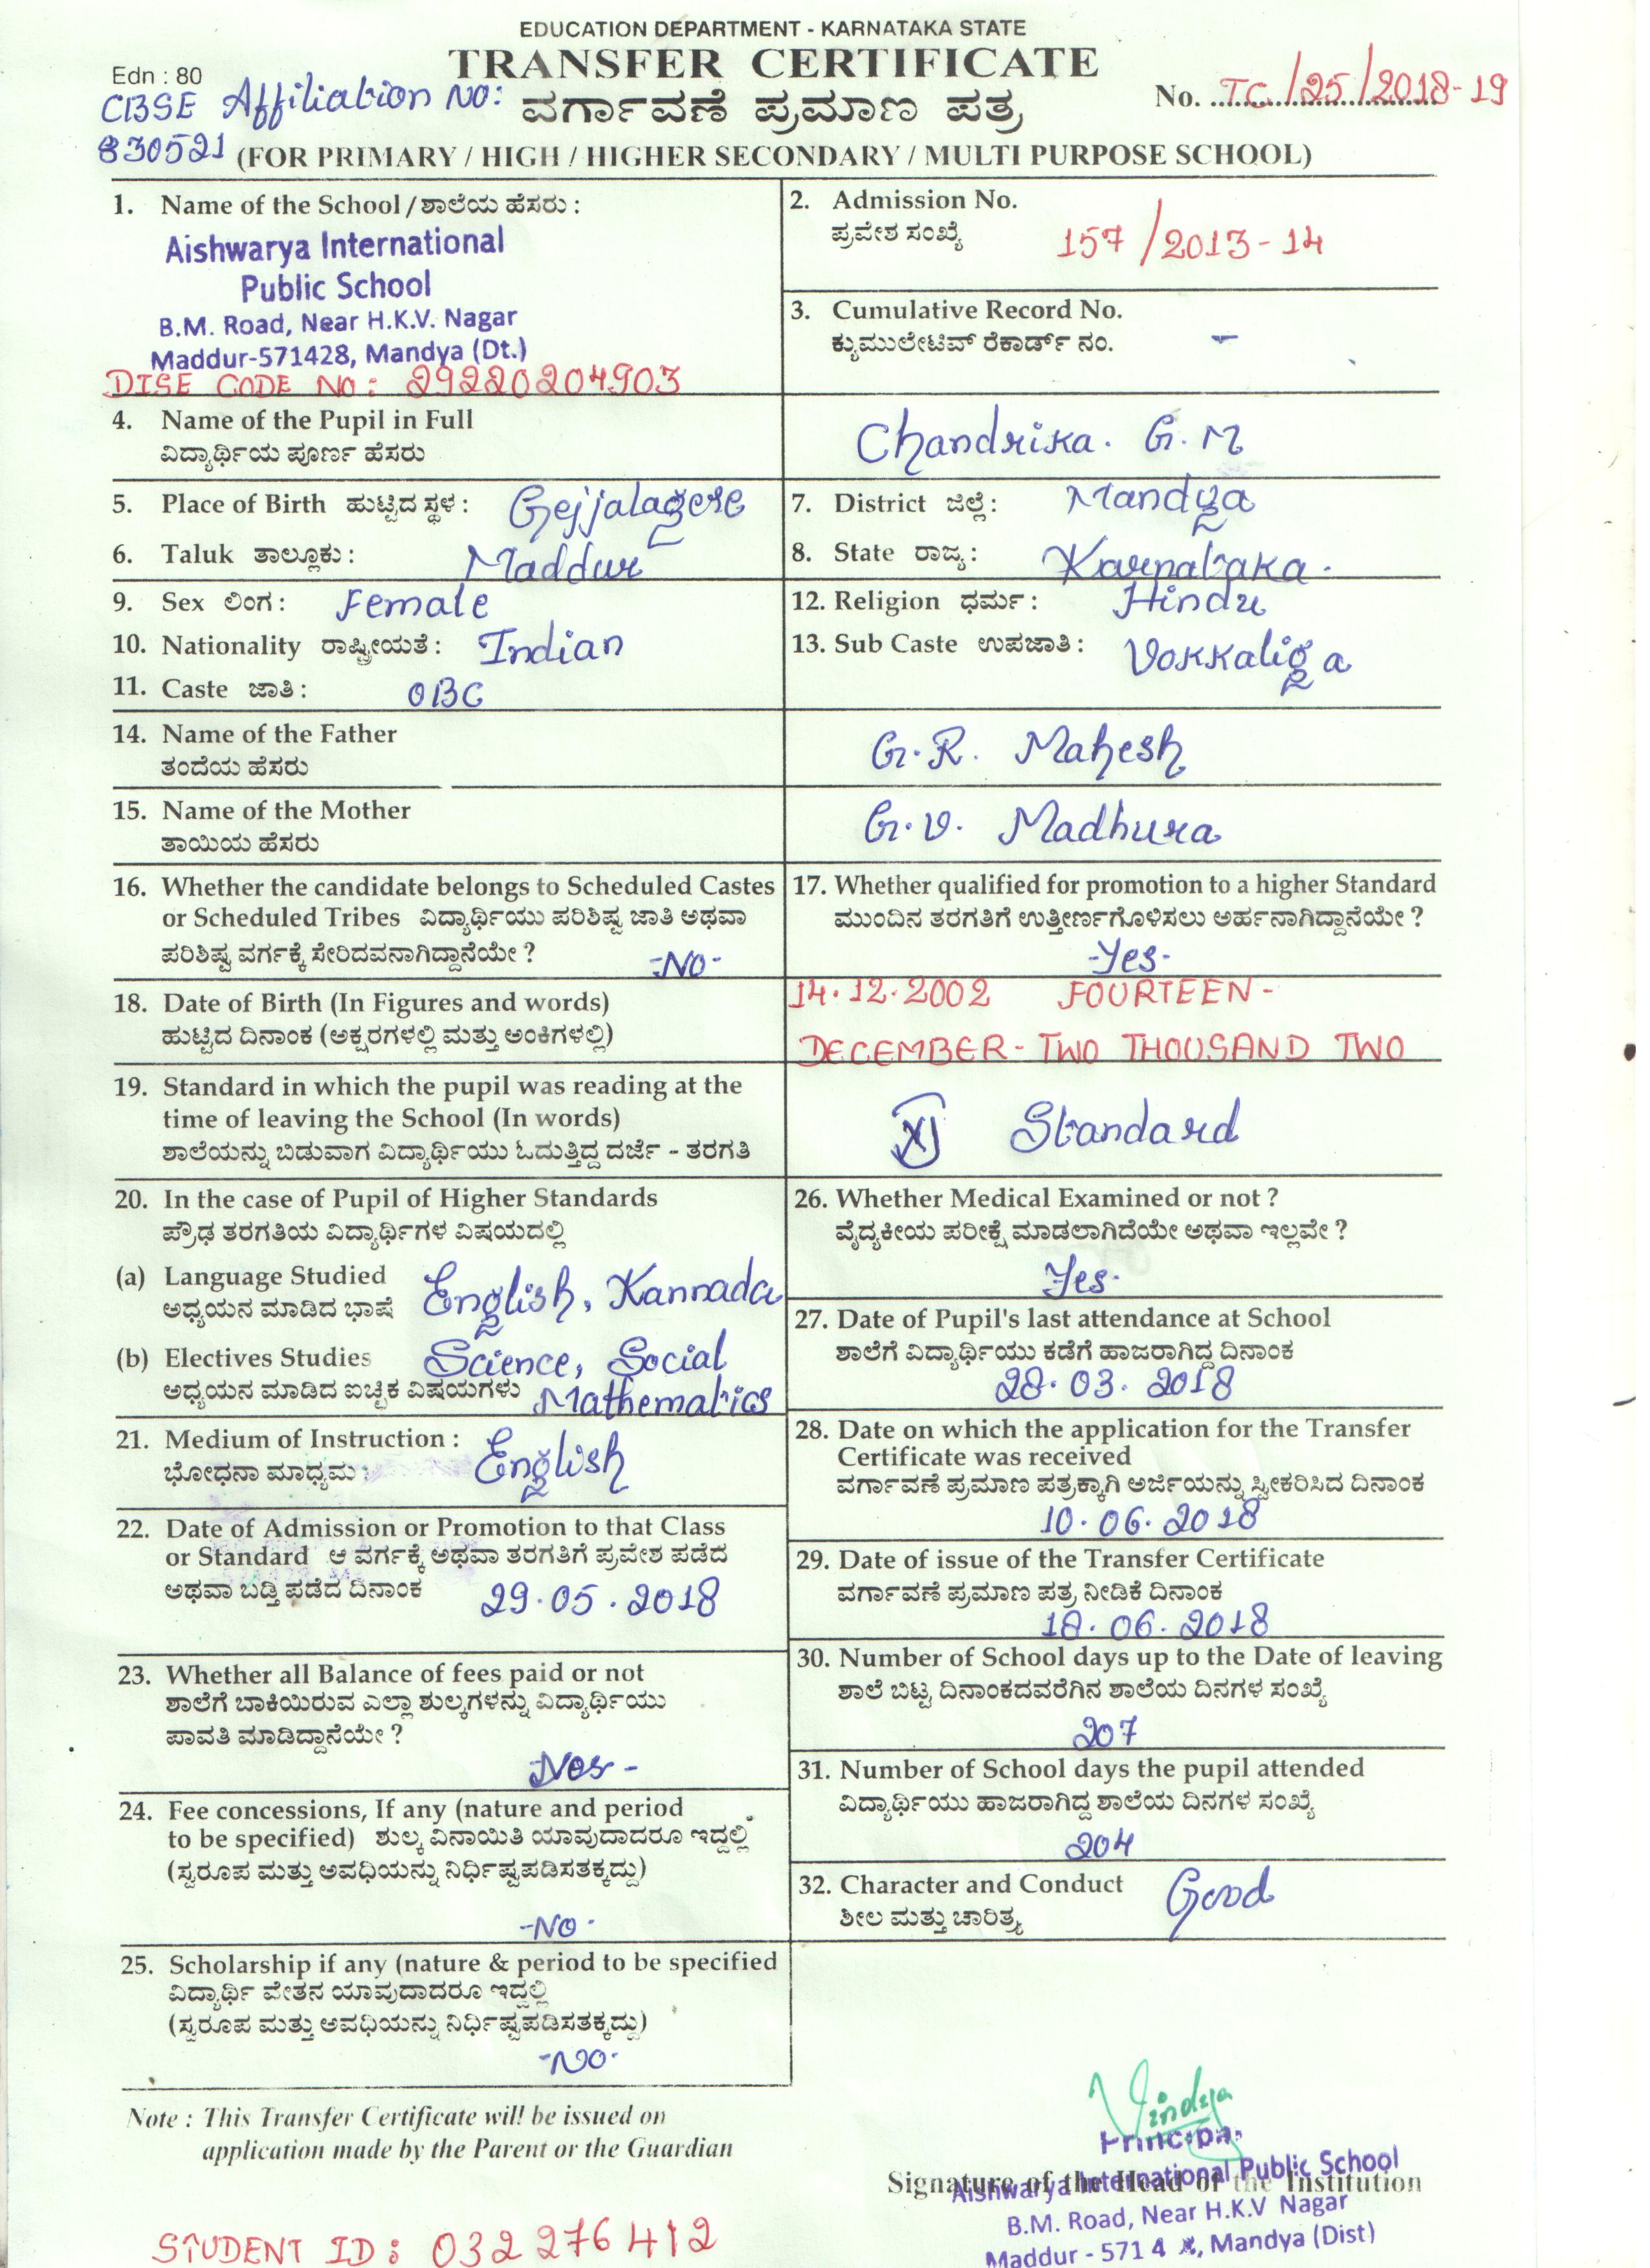 EDUCATION DEPARTMENT - KARNATAKA STATE
TRANSFER CERTIFICATE
Edn : 80
CBSE Affiliation No:
ವರ್ಗಾವಣೆ ಪ್ರಮಾಣ ಪತ್ರ
No. TC/25/2018-19
830521 (FOR PRIMARY / HIGH / HIGHER SECONDARY / MULTI PURPOSE SCHOOL)
1. Name of the School / ಶಾಲೆಯ ಹೆಸರು :
Aishwarya International
Public School
B.M. Road, Near H.K.V. Nagar
Maddur-571428, Mandya (Dt.)
DISE CODE NO: 29220204903
2. Admission No.
ಪ್ರವೇಶ ಸಂಖ್ಯೆ 157/2013-14
3. Cumulative Record No.
ಕ್ಯುಮುಲೇಟಿವ್ ರೆಕಾರ್ಡ್ ನಂ. -
4. Name of the Pupil in Full
ವಿದ್ಯಾರ್ಥಿಯ ಪೂರ್ಣ ಹೆಸರು
Chandrika. G. M
5. Place of Birth ಹುಟ್ಟಿದ ಸ್ಥಳ : Gejjalagere
6. Taluk ತಾಲ್ಲೂಕು : Maddur
7. District ಜಿಲ್ಲೆ : Mandya
8. State ರಾಜ್ಯ : Karnataka.
9. Sex ಲಿಂಗ : Female
10. Nationality ರಾಷ್ಟ್ರೀಯತೆ : Indian
11. Caste ಜಾತಿ : OBC
12. Religion ಧರ್ಮ : Hindu
13. Sub Caste ಉಪಜಾತಿ : Vokkaliga
14. Name of the Father
ತಂದೆಯ ಹೆಸರು
G.R. Mahesh
15. Name of the Mother
ತಾಯಿಯ ಹೆಸರು
G.V. Madhura
16. Whether the candidate belongs to Scheduled Castes
or Scheduled Tribes ವಿದ್ಯಾರ್ಥಿಯು ಪರಿಶಿಷ್ಟ ಜಾತಿ ಅಥವಾ
ಪರಿಶಿಷ್ಟ ವರ್ಗಕ್ಕೆ ಸೇರಿದವನಾಗಿದ್ದಾನೆಯೇ ? -No-
17. Whether qualified for promotion to a higher Standard
ಮುಂದಿನ ತರಗತಿಗೆ ಉತ್ತೀರ್ಣಗೊಳಿಸಲು ಅರ್ಹನಾಗಿದ್ದಾನೆಯೇ ?
-Yes-
18. Date of Birth (In Figures and words)
ಹುಟ್ಟಿದ ದಿನಾಂಕ (ಅಕ್ಷರಗಳಲ್ಲಿ ಮತ್ತು ಅಂಕಿಗಳಲ್ಲಿ)
14.12.2002 FOURTEEN -
DECEMBER - TWO THOUSAND TWO
19. Standard in which the pupil was reading at the
time of leaving the School (In words)
ಶಾಲೆಯನ್ನು ಬಿಡುವಾಗ ವಿದ್ಯಾರ್ಥಿಯು ಓದುತ್ತಿದ್ದ ದರ್ಜೆ - ತರಗತಿ
Standard
20. In the case of Pupil of Higher Standards
ಪ್ರೌಢ ತರಗತಿಯ ವಿದ್ಯಾರ್ಥಿಗಳ ವಿಷಯದಲ್ಲಿ
(a) Language Studied English, Kannada
ಅಧ್ಯಯನ ಮಾಡಿದ ಭಾಷೆ
(b) Electives Studies Science, Social
ಅಧ್ಯಯನ ಮಾಡಿದ ಐಚ್ಚಿಕ ವಿಷಯಗಳು Mathematics
21. Medium of Instruction : English
ಭೋಧನಾ ಮಾಧ್ಯಮ :
22. Date of Admission or Promotion to that Class
or Standard ಆ ವರ್ಗಕ್ಕೆ ಅಥವಾ ತರಗತಿಗೆ ಪ್ರವೇಶ ಪಡೆದ
ಅಥವಾ ಬಡ್ತಿ ಪಡೆದ ದಿನಾಂಕ 29.05.2018
23. Whether all Balance of fees paid or not
ಶಾಲೆಗೆ ಬಾಕಿಯಿರುವ ಎಲ್ಲಾ ಶುಲ್ಕಗಳನ್ನು ವಿದ್ಯಾರ್ಥಿಯು
ಪಾವತಿ ಮಾಡಿದ್ದಾನೆಯೇ ?
24. Fee concessions, If any (nature and period
to be specified) ಶುಲ್ಕ ವಿನಾಯಿತಿ ಯಾವುದಾದರೂ ಇದ್ದಲ್ಲಿ
(ಸ್ವರೂಪ ಮತ್ತು ಅವಧಿಯನ್ನು ನಿರ್ಧಿಷ್ಟಪಡಿಸತಕ್ಕದ್ದು)
-No-
25. Scholarship if any (nature & period to be specified
ವಿದ್ಯಾರ್ಥಿ ವೇತನ ಯಾವುದಾದರೂ ಇದ್ದಲ್ಲಿ
(ಸ್ವರೂಪ ಮತ್ತು ಅವಧಿಯನ್ನು ನಿರ್ಧಿಷ್ಟಪಡಿಸತಕ್ಕದ್ದು)
-No-
26. Whether Medical Examined or not ?
ವೈದ್ಯಕೀಯ ಪರೀಕ್ಷೆ ಮಾಡಲಾಗಿದೆಯೇ ಅಥವಾ ಇಲ್ಲವೇ ?
Yes-
27. Date of Pupil's last attendance at School
ಶಾಲೆಗೆ ವಿದ್ಯಾರ್ಥಿಯು ಕಡೆಗೆ ಹಾಜರಾಗಿದ್ದ ದಿನಾಂಕ
28.03.2018
28. Date on which the application for the Transfer
Certificate was received
ವರ್ಗಾವಣೆ ಪ್ರಮಾಣ ಪತ್ರಕ್ಕಾಗಿ ಅರ್ಜಿಯನ್ನು ಸ್ವೀಕರಿಸಿದ ದಿನಾಂಕ
10.06.2018
29. Date of issue of the Transfer Certificate
ವರ್ಗಾವಣೆ ಪ್ರಮಾಣ ಪತ್ರ ನೀಡಿಕೆ ದಿನಾಂಕ
18.06.2018
30. Number of School days up to the Date of leaving
ಶಾಲೆ ಬಿಟ್ಟ ದಿನಾಂಕದವರೆಗಿನ ಶಾಲೆಯ ದಿನಗಳ ಸಂಖ್ಯೆ
207
31. Number of School days the pupil attended
ವಿದ್ಯಾರ್ಥಿಯು ಹಾಜರಾಗಿದ್ದ ಶಾಲೆಯ ದಿನಗಳ ಸಂಖ್ಯೆ
204
32. Character and Conduct Good
ಶೀಲ ಮತ್ತು ಚಾರಿತ್ರ್ಯ
Note : This Transfer Certificate will be issued on
application made by the Parent or the Guardian
Vindya
Principal
Signature of the Head of the Institution
Aishwarya International Public School
B.M. Road, Near H.K.V Nagar
Maddur - 571 4, Mandya (Dist)
STUDENT ID : 032276412